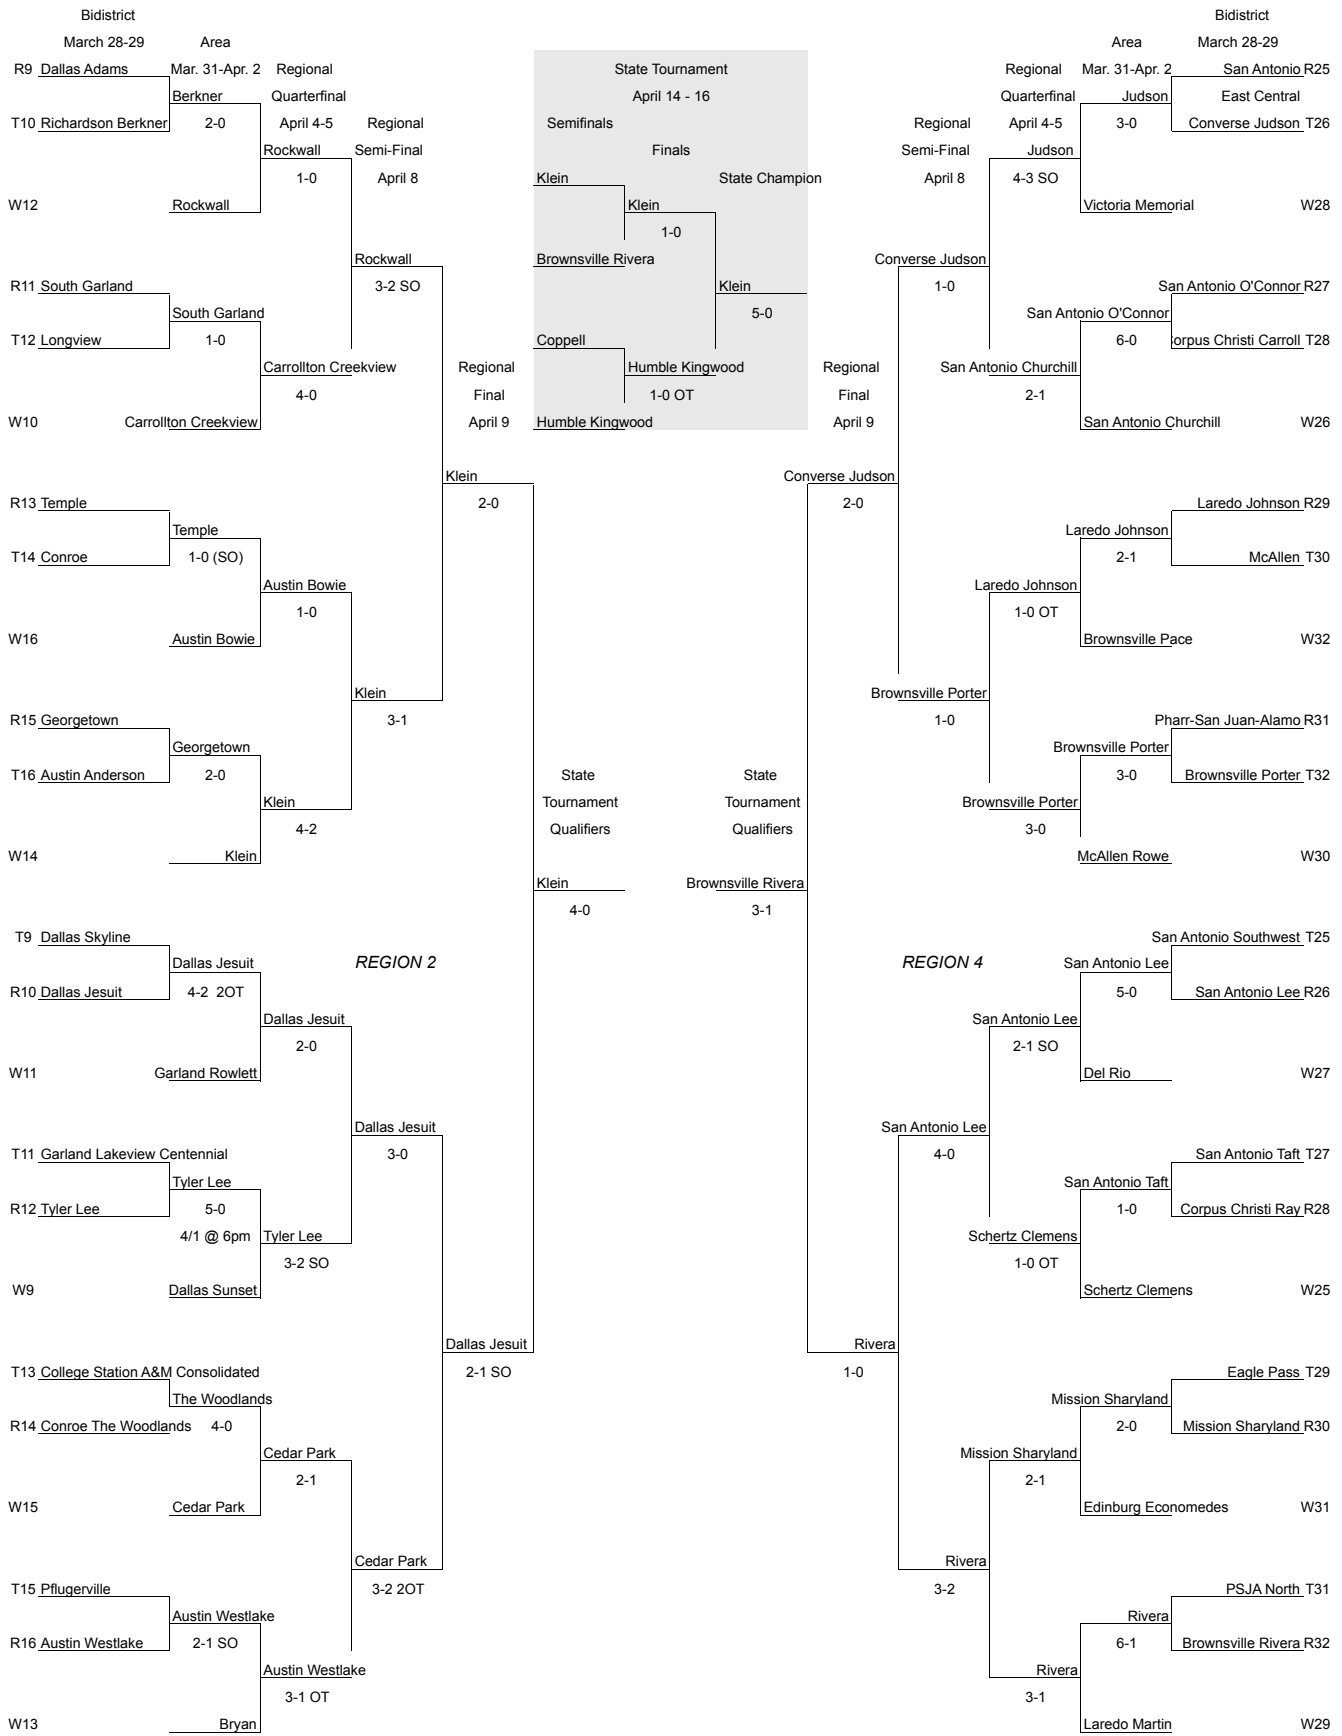 Bidistrict Bidistrict
March 28-29 Area Area March 28-29
R9 Dallas Adams Mar. 31-Apr. 2 Regional State Tournament Regional Mar. 31-Apr. 2 San Antonio R25
Berkner Quarterfinal April 14 - 16 Quarterfinal Judson East Central
T10 Richardson Berkner 2-0 April 4-5 Regional Semifinals Regional April 4-5 3-0 Converse Judson T26
Rockwall Semi-Final Finals Semi-Final Judson
1-0 April 8 Klein State Champion April 8 4-3 SO
W12 Rockwall Klein Victoria Memorial W28
1-0
Rockwall Brownsville Rivera Converse Judson
R11 South Garland 3-2 SO Klein 1-0 San Antonio O'Connor R27
South Garland 5-0 San Antonio O'Connor
T12 Longview 1-0 Coppell 6-0 Corpus Christi Carroll T28
Carrollton Creekview Regional Humble Kingwood Regional San Antonio Churchill
4-0 Final 1-0 OT Final 2-1
W10 Carrollton Creekview April 9 Humble Kingwood April 9 San Antonio Churchill W26
Klein Converse Judson
R13 Temple 2-0 2-0 Laredo Johnson R29
Temple Laredo Johnson
T14 Conroe 1-0 (SO) 2-1 McAllen T30
Austin Bowie Laredo Johnson
1-0 1-0 OT
W16 Austin Bowie Brownsville Pace W32
Klein Brownsville Porter
R15 Georgetown 3-1 1-0 Pharr-San Juan-Alamo R31
Georgetown Brownsville Porter
T16 Austin Anderson 2-0 State State 3-0 Brownsville Porter T32
Klein Tournament Tournament Brownsville Porter
4-2 Qualifiers Qualifiers 3-0
W14 Klein McAllen Rowe W30
Klein Brownsville Rivera
4-0 3-1
T9 Dallas Skyline San Antonio Southwest T25
Dallas Jesuit REGION 2 REGION 4 San Antonio Lee
R10 Dallas Jesuit 4-2 2OT 5-0 San Antonio Lee R26
Dallas Jesuit San Antonio Lee
2-0 2-1 SO
W11 Garland Rowlett Del Rio W27
Dallas Jesuit San Antonio Lee
T11 Garland Lakeview Centennial 3-0 4-0 San Antonio Taft T27
Tyler Lee San Antonio Taft
R12 Tyler Lee 5-0 1-0 Corpus Christi Ray R28
4/1 @ 6pm Tyler Lee Schertz Clemens
3-2 SO 1-0 OT
W9 Dallas Sunset Schertz Clemens W25
Dallas Jesuit Rivera
T13 College Station A&M Consolidated 2-1 SO 1-0 Eagle Pass T29
The Woodlands Mission Sharyland
R14 Conroe The Woodlands 4-0 2-0 Mission Sharyland R30
Cedar Park Mission Sharyland
2-1 2-1
W15 Cedar Park Edinburg Economedes W31
Cedar Park Rivera
T15 Pflugerville 3-2 2OT 3-2 PSJA North T31
Austin Westlake Rivera
R16 Austin Westlake 2-1 SO 6-1 Brownsville Rivera R32
Austin Westlake Rivera
3-1 OT 3-1
W13 Bryan Laredo Martin W29